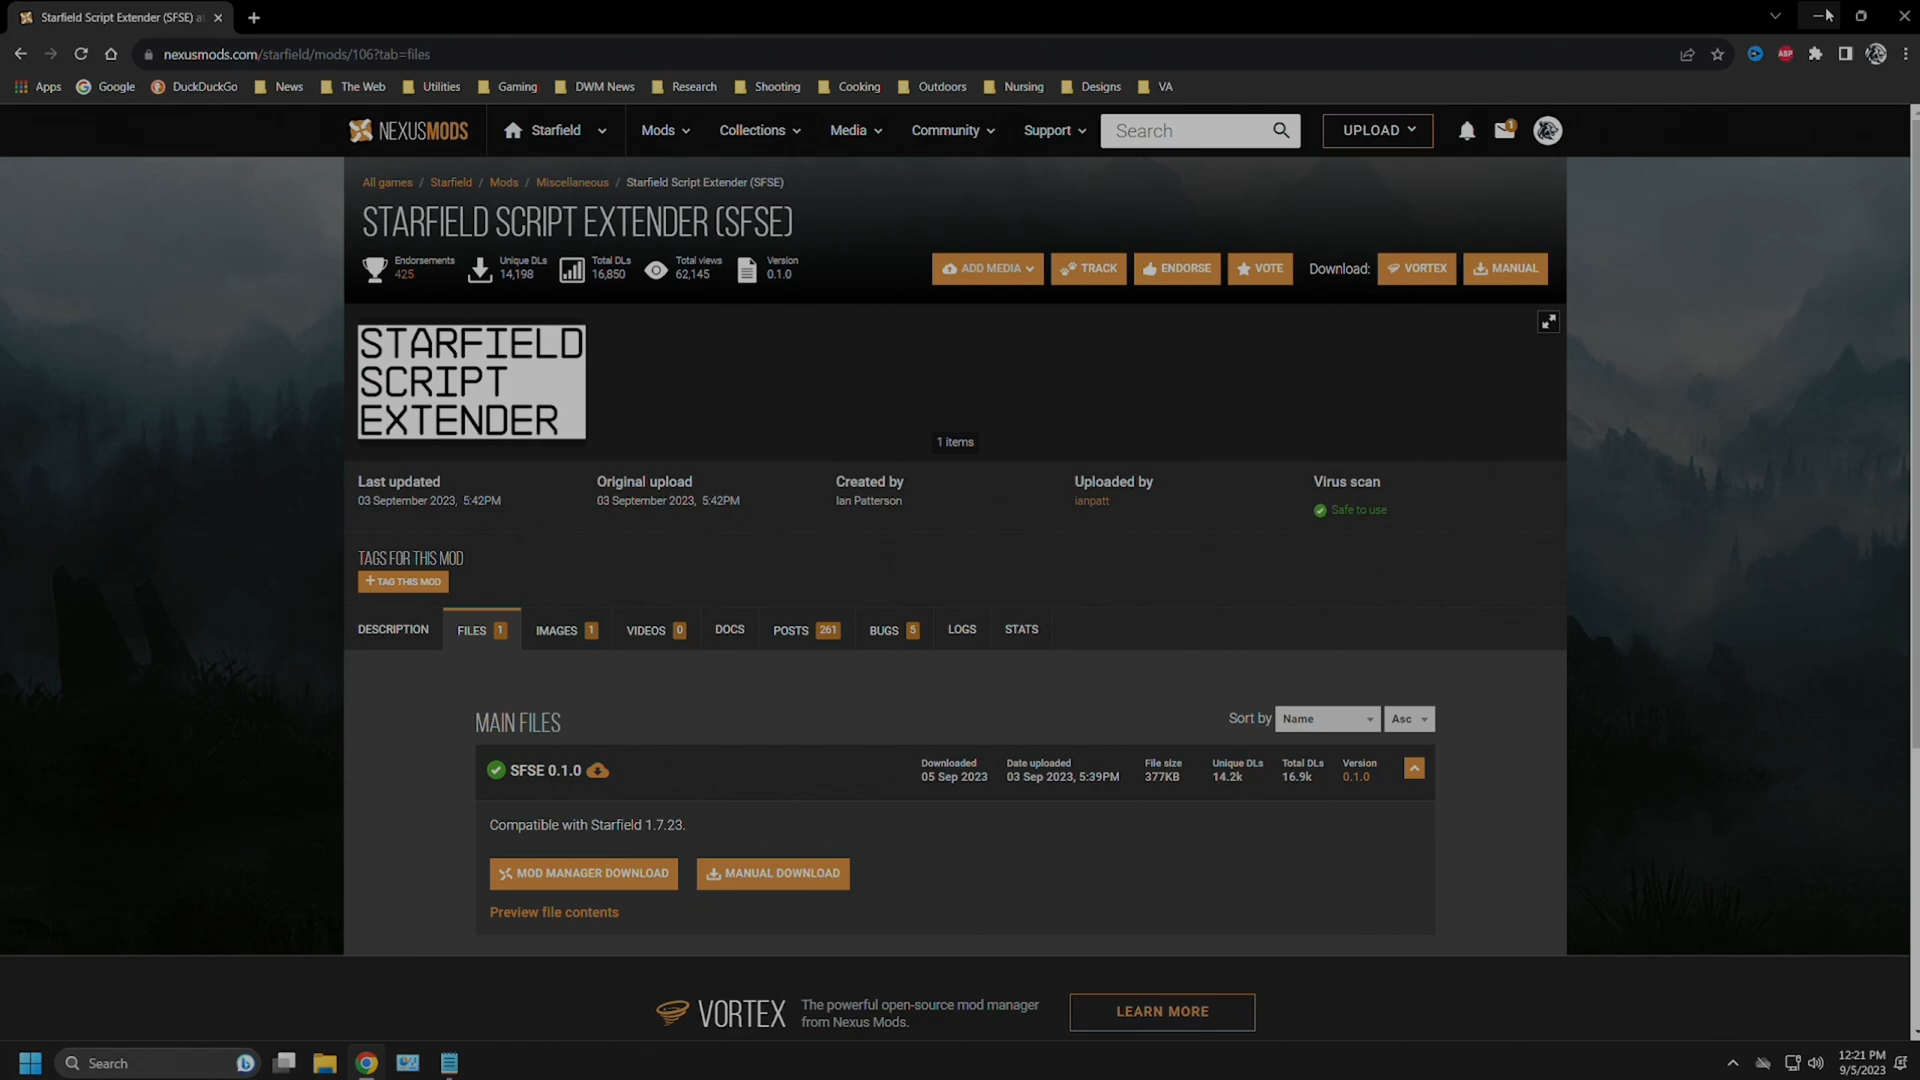 Starfield Script Extender (SFSE) a
nexusmods.com/starfield/mods/106?tab=files
ABP
Apps
Google
DuckDuckGo
News
The Web
Utilities
Gaming
DWM News
Research
Shooting
Cooking
Outdoors
Nursing
Designs
VA
NEXUSMODS
Starfield
Mods
Collections
Media
Community
Support
Search
UPLOAD
1
All games / Starfield / Mods / Miscellaneous / Starfield Script Extender (SFSE)
STARFIELD SCRIPT EXTENDER (SFSE)
Endorsements
425
Unique DLs
14,198
Total DLs
16,850
Total views
62,145
Version
0.1.0
ADD MEDIA
TRACK
ENDORSE
VOTE
Download:
VORTEX
MANUAL
STARFIELD
SCRIPT
EXTENDER
1 items
Last updated
03 September 2023, 5:42PM
Original upload
03 September 2023, 5:42PM
Created by
Ian Patterson
Uploaded by
ianpatt
Virus scan
Safe to use
TAGS FOR THIS MOD
+ TAG THIS MOD
DESCRIPTION
FILES 1
IMAGES 1
VIDEOS 0
DOCS
POSTS 261
BUGS 5
LOGS
STATS
MAIN FILES
Sort by
Name
Asc
SFSE 0.1.0
Downloaded
05 Sep 2023
Date uploaded
03 Sep 2023, 5:39PM
File size
377KB
Unique DLs
14.2k
Total DLs
16.9k
Version
0.1.0
Compatible with Starfield 1.7.23.
MOD MANAGER DOWNLOAD
MANUAL DOWNLOAD
Preview file contents
VORTEX
The powerful open-source mod manager
from Nexus Mods.
LEARN MORE
Search
12:21 PM
9/5/2023